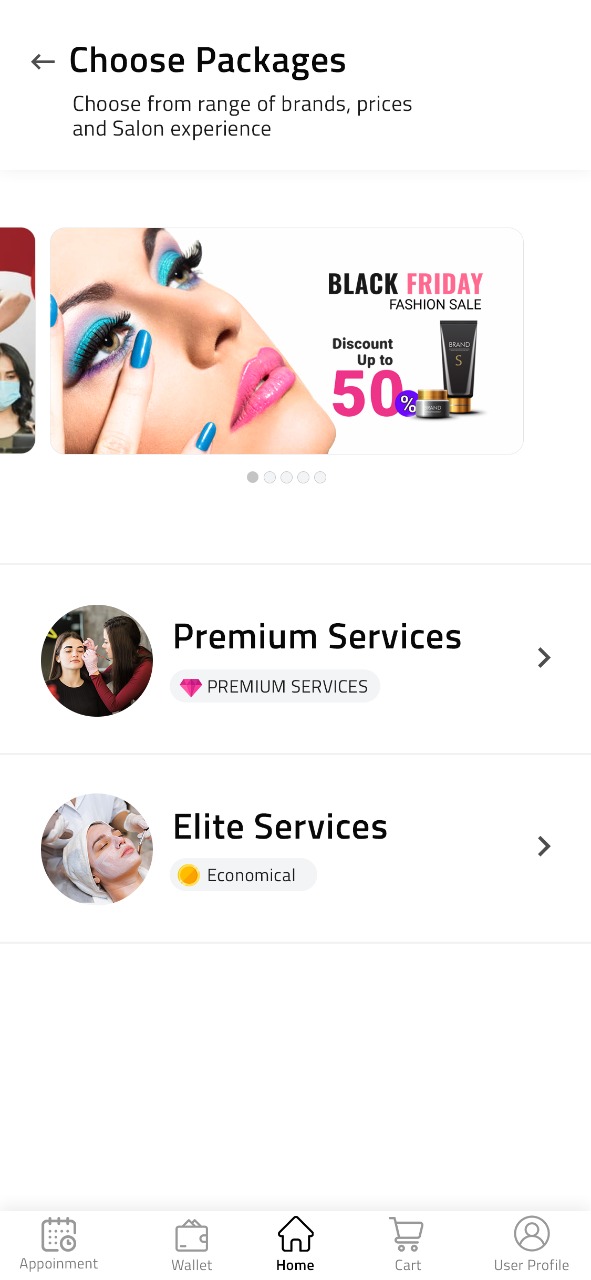 Choose Packages
Choose from range of brands, prices
and Salon experience
BLACK FRIDAY
FASHION SALE
Discount
Up to
50%
BRAND
S
BRAND
Premium Services
PREMIUM SERVICES
Elite Services
Economical
Appoinment
Wallet
Home
Cart
User Profile